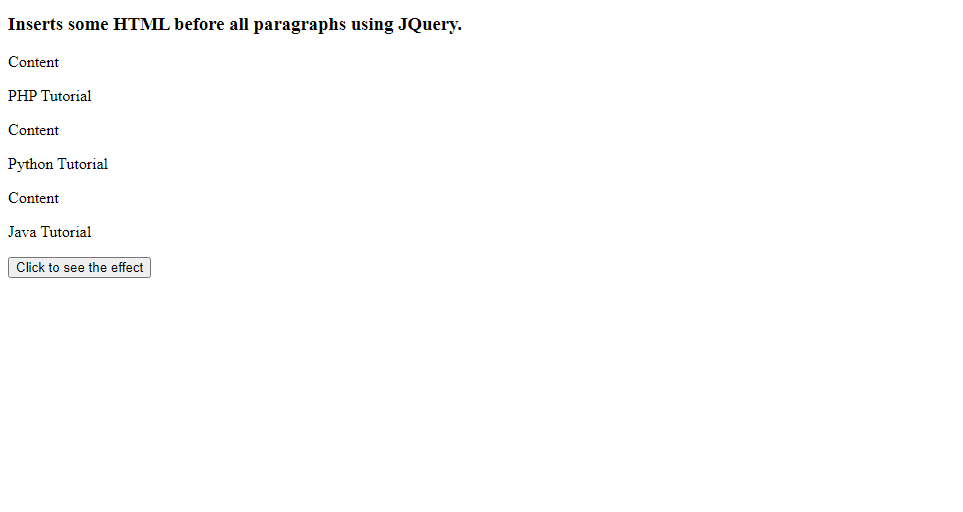 Inserts some HTML before all paragraphs using JQuery.
Content
PHP Tutorial
Content
Python Tutorial
Content
Java Tutorial
Click to see the effect